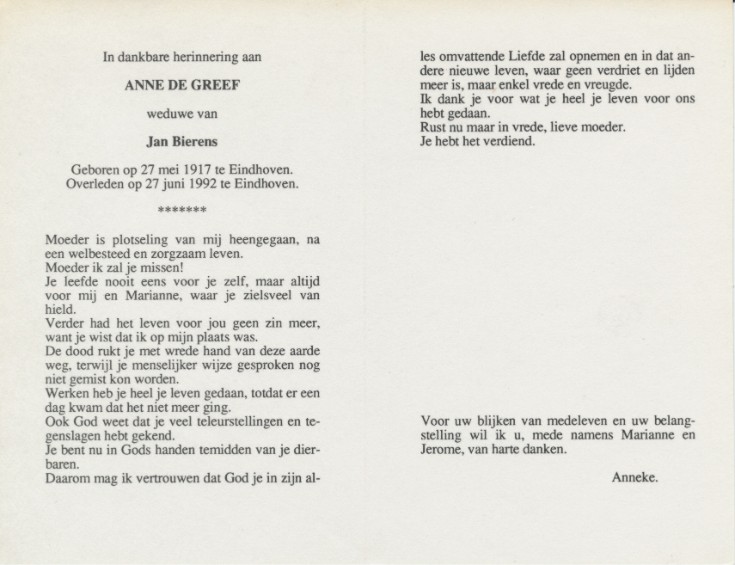 In dankbare herinnering aan
ANNE DE GREEF
weduwe van
Jan Bierens
Geboren op 27 mei 1917 te Eindhoven.
Overleden op 27 juni 1992 te Eindhoven.
*******
Moeder is plotseling van mij heengegaan, na
een welbesteed en zorgzaam leven.
Moeder ik zal je missen!
Je leefde nooit eens voor je zelf, maar altijd
voor mij en Marianne, waar je zielsveel van
hield.
Verder had het leven voor jou geen zin meer,
want je wist dat ik op mijn plaats was.
De dood rukt je met wrede hand van deze aarde
weg, terwijl je menselijker wijze gesproken nog
niet gemist kon worden.
Werken heb je heel je leven gedaan, totdat er een
dag kwam dat het niet meer ging.
Ook God weet dat je veel teleurstellingen en te-
genslagen hebt gekend.
Je bent nu in Gods handen temidden van je dier-
baren.
Daarom mag ik vertrouwen dat God je in zijn al-
les omvattende Liefde zal opnemen en in dat an-
dere nieuwe leven, waar geen verdriet en lijden
meer is, maar enkel vrede en vreugde.
Ik dank je voor wat je heel je leven voor ons
hebt gedaan.
Rust nu maar in vrede, lieve moeder.
Je hebt het verdiend.
Voor uw blijken van medeleven en uw belang-
stelling wil ik u, mede namens Marianne en
Jerome, van harte danken.
Anneke.